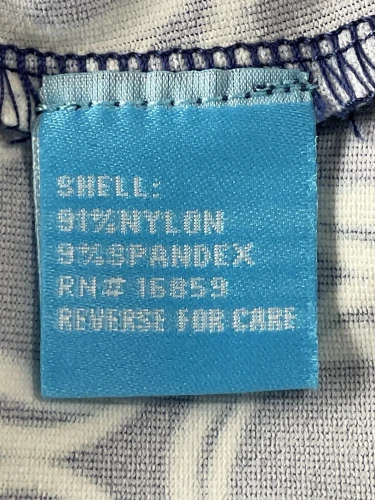 SHELL:
91%NYLON
9%SPANDEX
RN# 16859
REVERSE FOR CARE